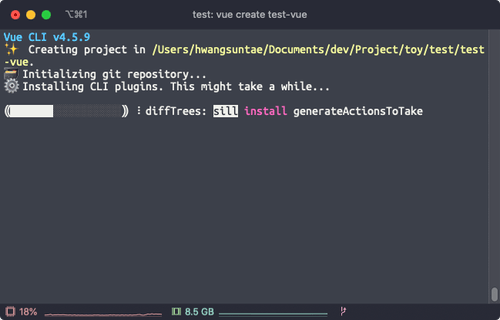 ⌥⌘1 test: vue create test-vue
Vue CLI v4.5.9
✨ Creating project in /Users/hwangsuntae/Documents/dev/Project/toy/test/test
-vue.
🗃 Initializing git repository...
⚙️ Installing CLI plugins. This might take a while...
⸨░░░░░░░░░░░░░░░░░░⸩ ⠸ diffTrees: sill install generateActionsToTake
18% 8.5 GB